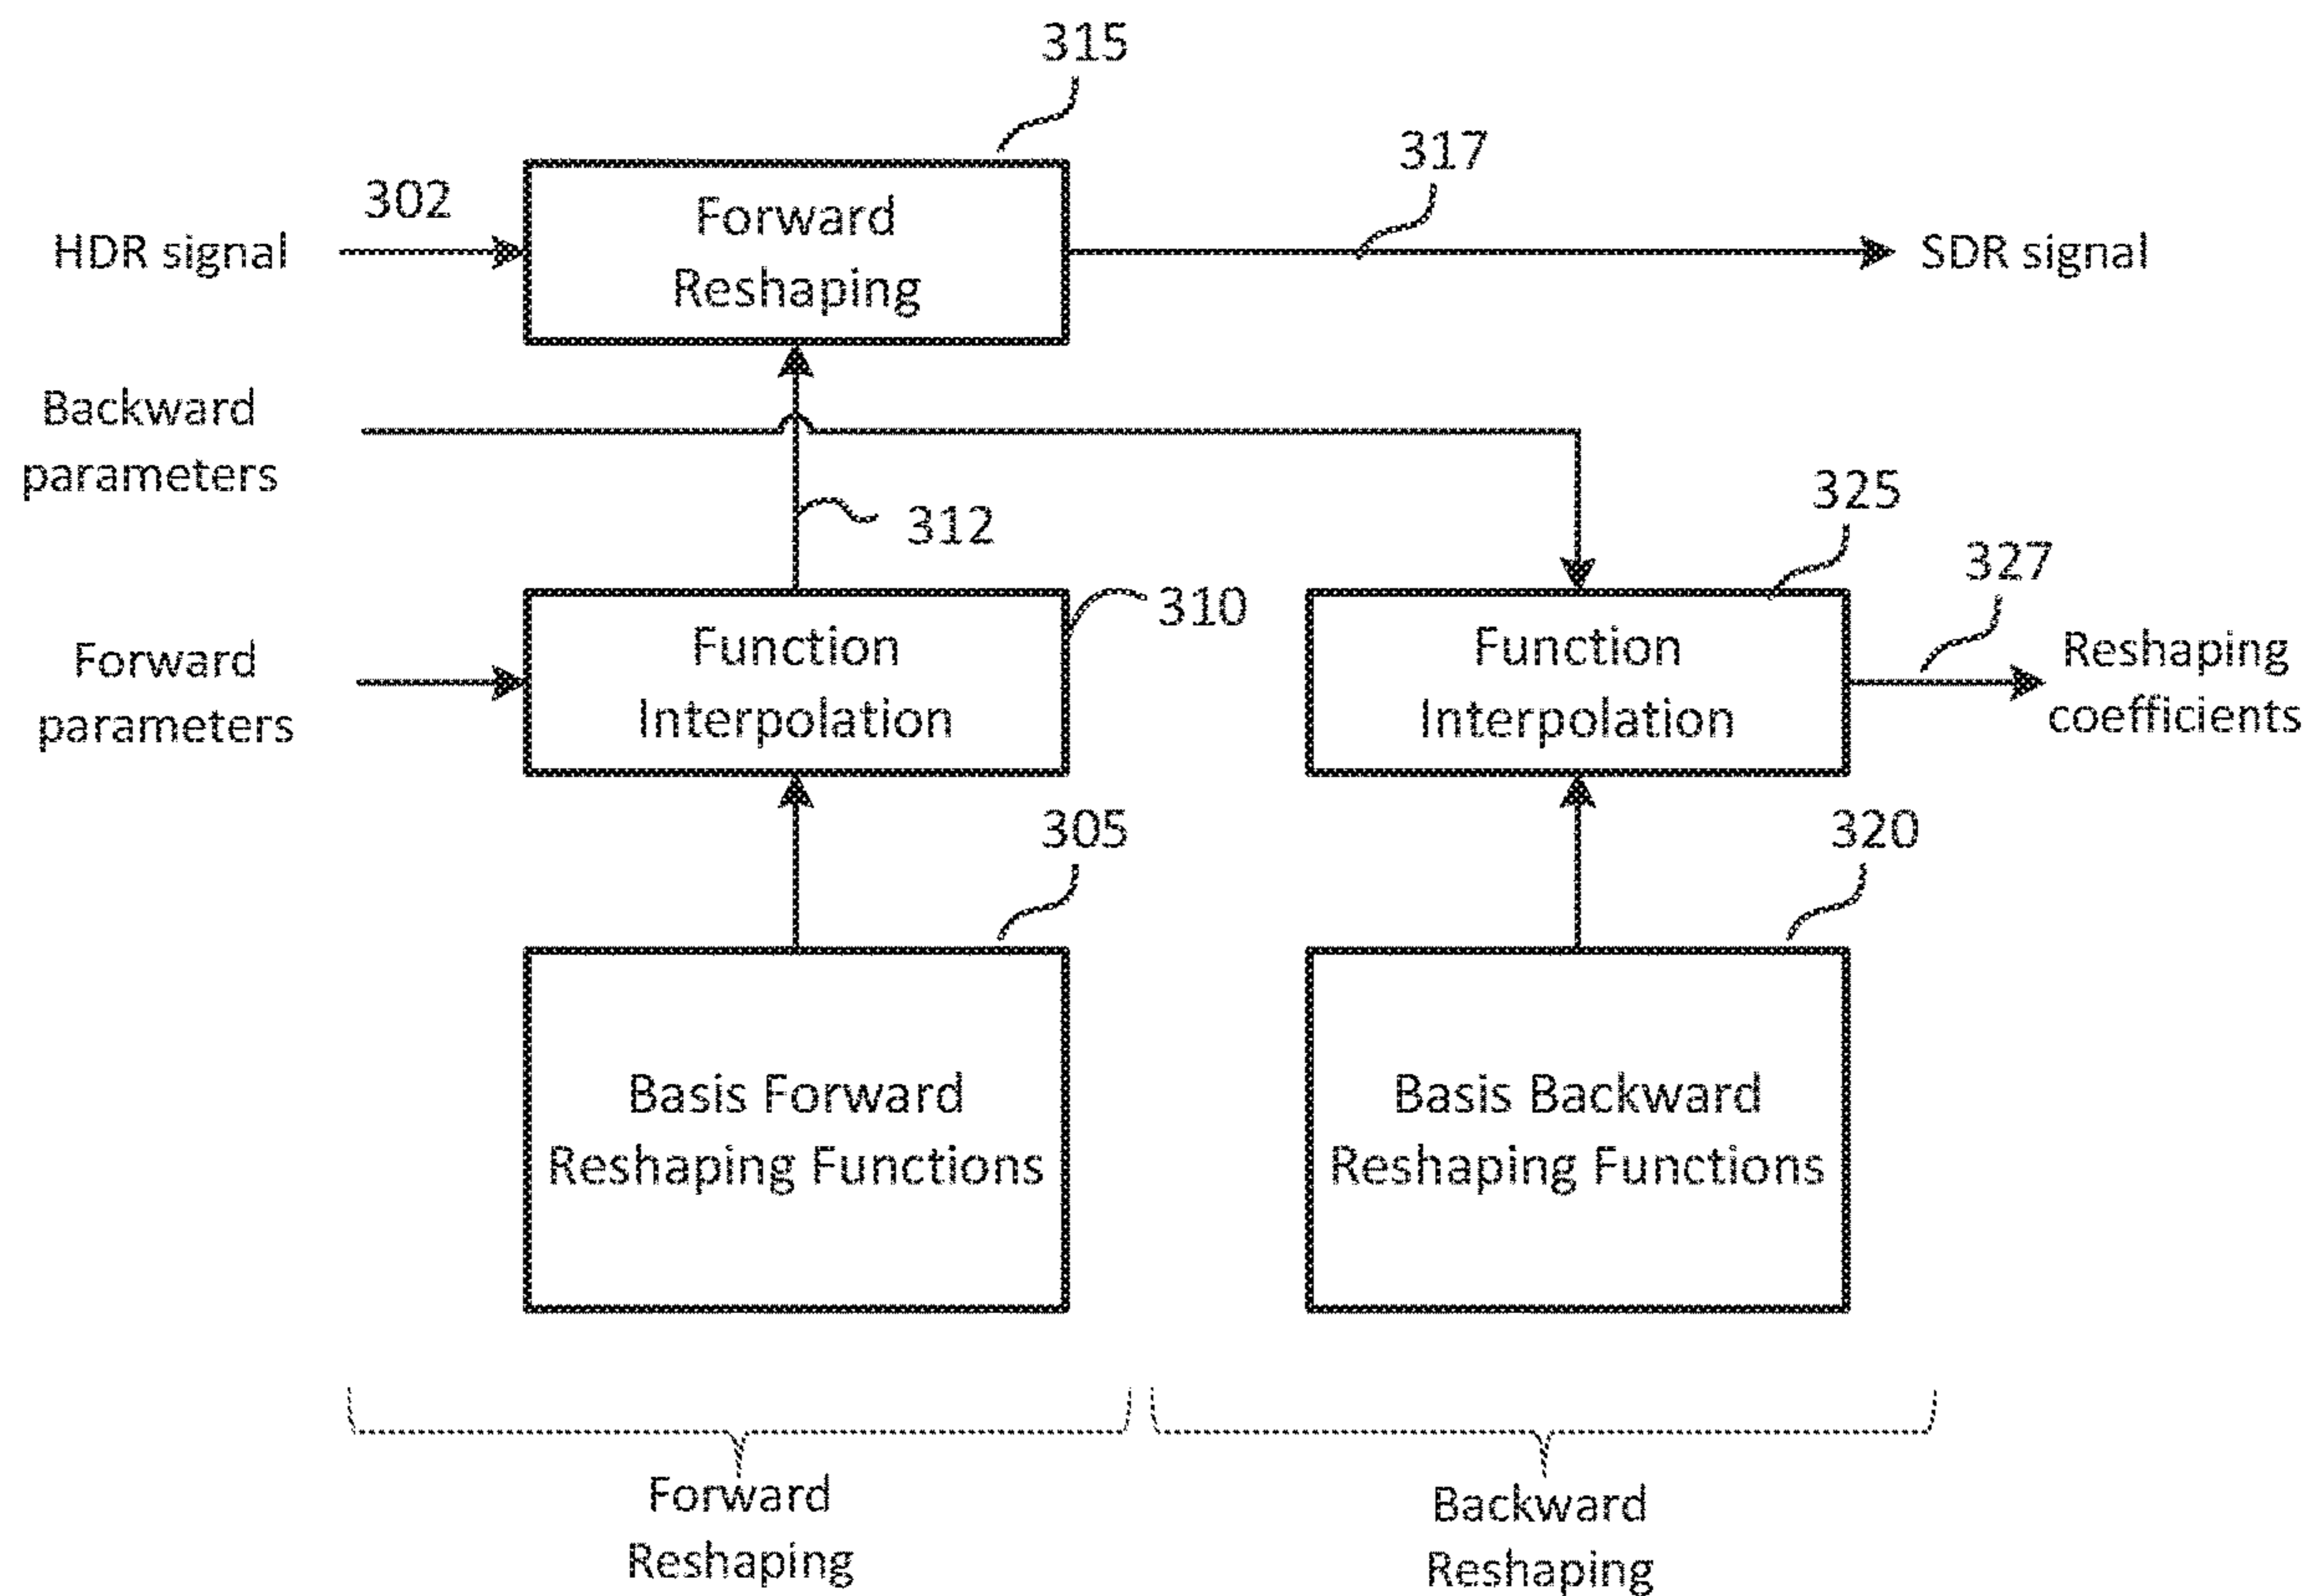 315
317
302
HDR signal
Forward
Reshaping
SDR signal
Backward
parameters
312
325
327
310
Forward
parameters
Function
Interpolation
Function
Interpolation
Reshaping
coefficients
305
320
Basis Forward
Reshaping Functions
Basis Backward
Reshaping Functions
Forward
Reshaping
Backward
Reshaping